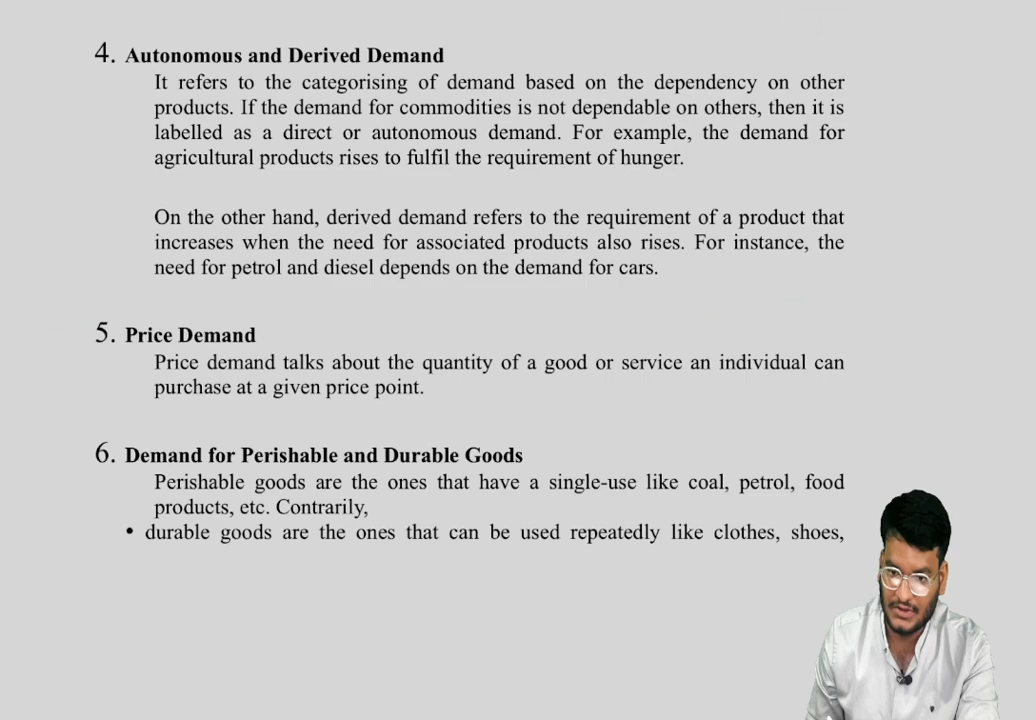 4. Autonomous and Derived Demand
It refers to the categorising of demand based on the dependency on other
products. If the demand for commodities is not dependable on others, then it is
labelled as a direct or autonomous demand. For example, the demand for
agricultural products rises to fulfil the requirement of hunger.
On the other hand, derived demand refers to the requirement of a product that
increases when the need for associated products also rises. For instance, the
need for petrol and diesel depends on the demand for cars.
5. Price Demand
Price demand talks about the quantity of a good or service an individual can
purchase at a given price point.
6. Demand for Perishable and Durable Goods
Perishable goods are the ones that have a single-use like coal, petrol, food
products, etc. Contrarily,
• durable goods are the ones that can be used repeatedly like clothes, shoes,